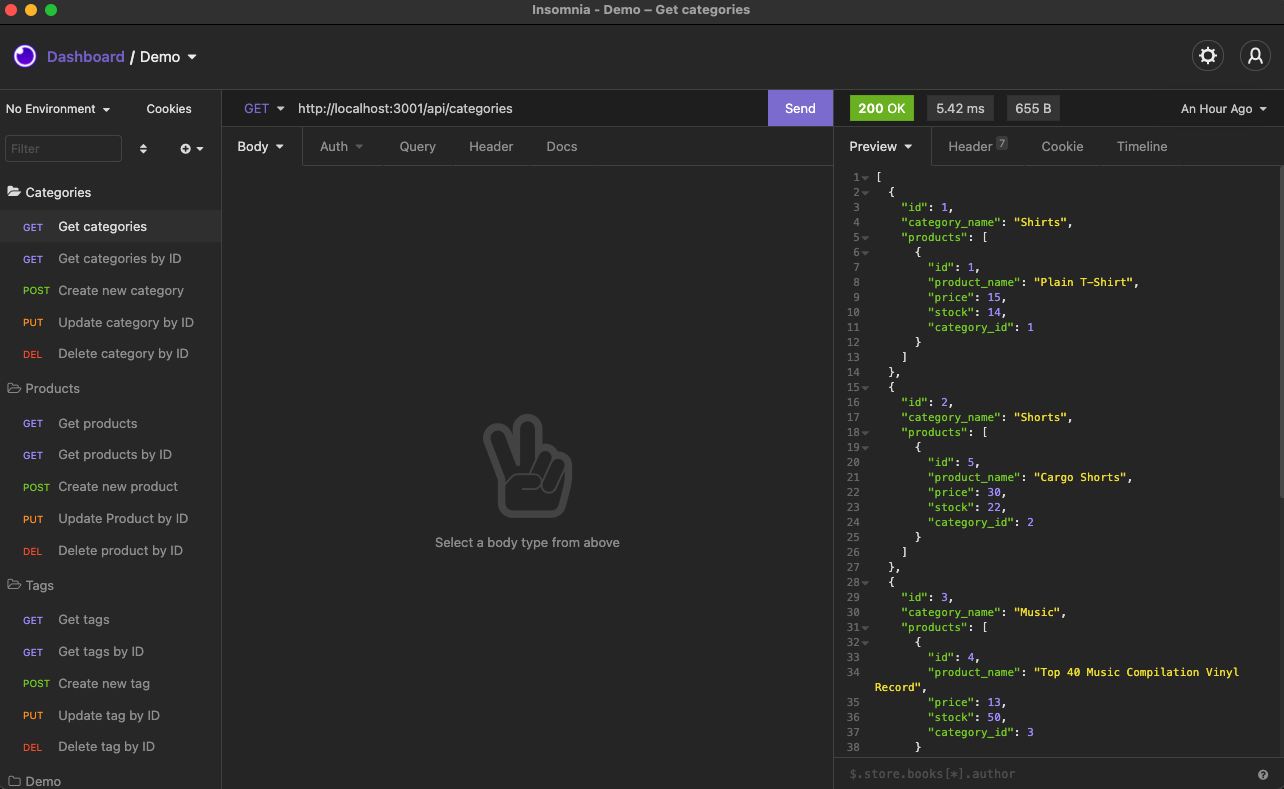 Insomnia - Demo – Get categories
Dashboard / Demo
No Environment
Cookies
Filter
Categories
GET Get categories
GET Get categories by ID
POST Create new category
PUT Update category by ID
DEL Delete category by ID
Products
GET Get products
GET Get products by ID
POST Create new product
PUT Update Product by ID
DEL Delete product by ID
Tags
GET Get tags
GET Get tags by ID
POST Create new tag
PUT Update tag by ID
DEL Delete tag by ID
Demo
GET http://localhost:3001/api/categories Send
Body Auth Query Header Docs
Select a body type from above
200 OK 5.42 ms 655 B An Hour Ago
Preview Header 7 Cookie Timeline
1 [
2 {
3 "id": 1,
4 "category_name": "Shirts",
5 "products": [
6 {
7 "id": 1,
8 "product_name": "Plain T-Shirt",
9 "price": 15,
10 "stock": 14,
11 "category_id": 1
12 }
13 ]
14 },
15 {
16 "id": 2,
17 "category_name": "Shorts",
18 "products": [
19 {
20 "id": 5,
21 "product_name": "Cargo Shorts",
22 "price": 30,
23 "stock": 22,
24 "category_id": 2
25 }
26 ]
27 },
28 {
29 "id": 3,
30 "category_name": "Music",
31 "products": [
32 {
33 "id": 4,
34 "product_name": "Top 40 Music Compilation Vinyl
Record",
35 "price": 13,
36 "stock": 50,
37 "category_id": 3
38 }
$.store.books[*].author